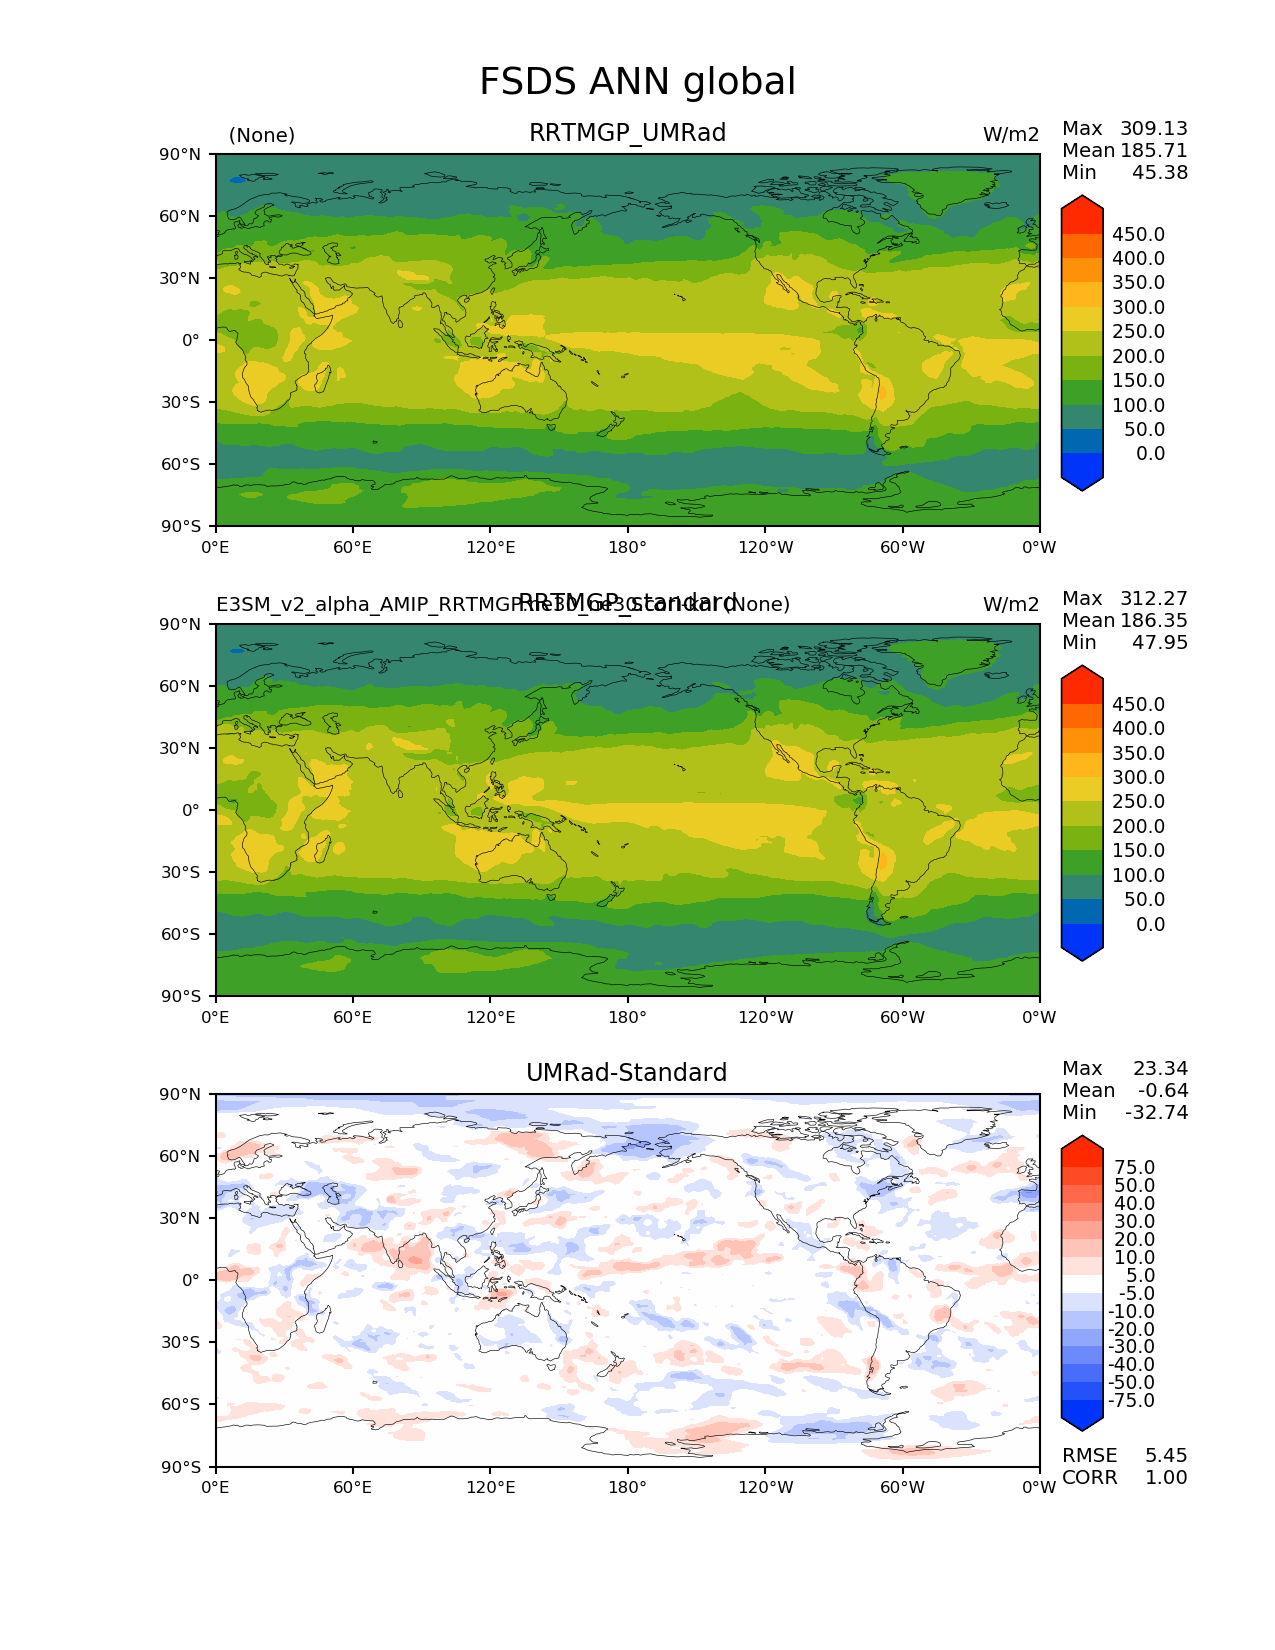 FSDS ANN global
(None) RRTMGP_UMRad W/m2
Max 309.13
Mean 185.71
Min 45.38
90°N
60°N
30°N
0°
30°S
60°S
90°S
0°E 60°E 120°E 180° 120°W 60°W 0°W
450.0
400.0
350.0
300.0
250.0
200.0
150.0
100.0
50.0
0.0
RRTMGP_standard
E3SM_v2_alpha_AMIP_RRTMGP (None) W/m2
Max 312.27
Mean 186.35
Min 47.95
90°N
60°N
30°N
0°
30°S
60°S
90°S
0°E 60°E 120°E 180° 120°W 60°W 0°W
450.0
400.0
350.0
300.0
250.0
200.0
150.0
100.0
50.0
0.0
UMRad-Standard
Max 23.34
Mean -0.64
Min -32.74
90°N
60°N
30°N
0°
30°S
60°S
90°S
0°E 60°E 120°E 180° 120°W 60°W 0°W
75.0
50.0
40.0
30.0
20.0
10.0
5.0
-5.0
-10.0
-20.0
-30.0
-40.0
-50.0
-75.0
RMSE 5.45
CORR 1.00